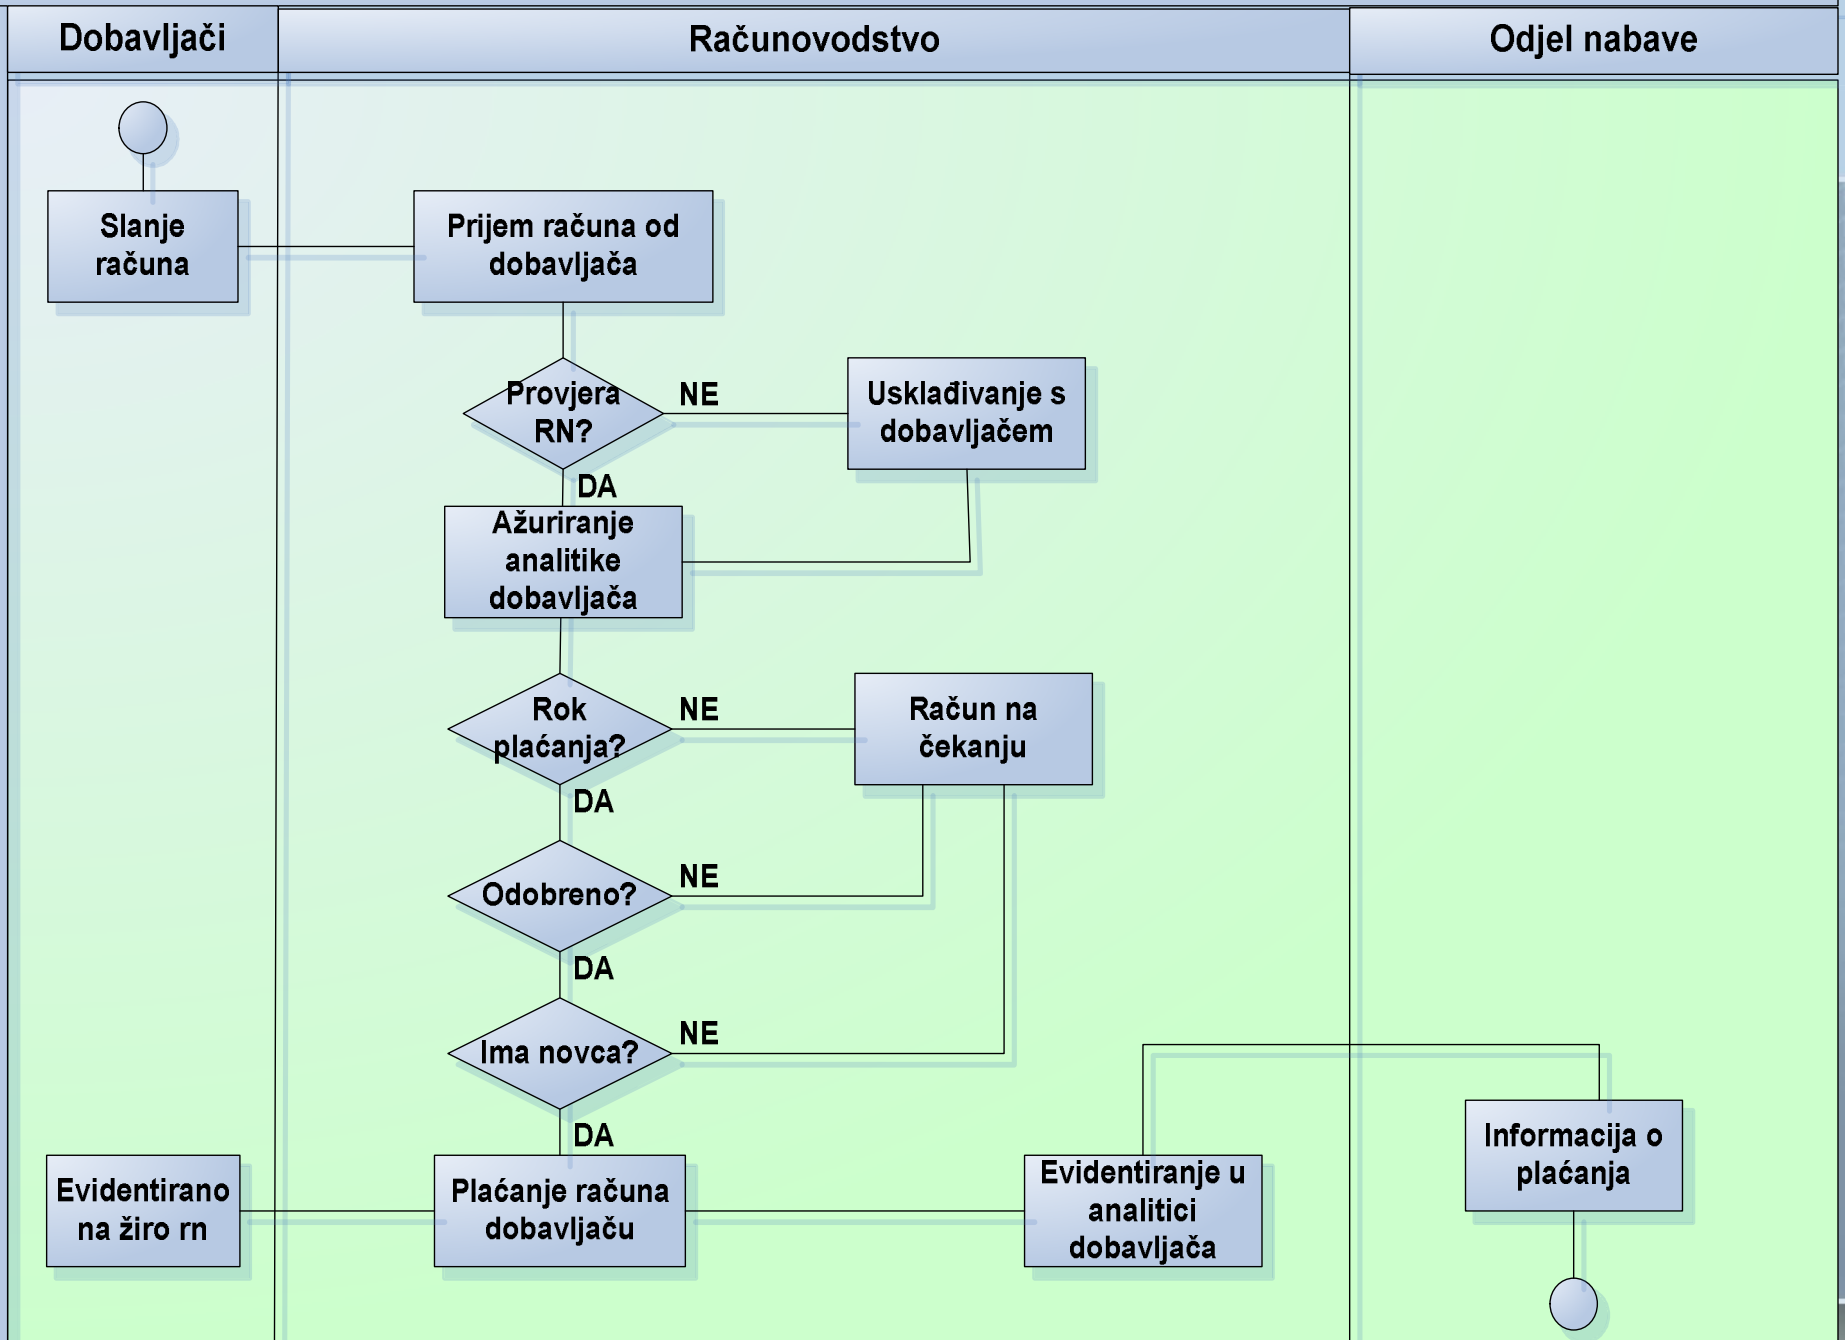 Dobavljači
Računovodstvo
Odjel nabave
Slanje
računa
Prijem računa od
dobavljača
Provjera
RN?
NE
Usklađivanje s
dobavljačem
DA
Ažuriranje
analitike
dobavljača
Rok
plaćanja?
NE
Račun na
čekanju
DA
Odobreno?
NE
DA
Ima novca?
NE
DA
Evidentirano
na žiro rn
Plaćanje računa
dobavljaču
Evidentiranje u
analitici
dobavljača
Informacija o
plaćanja